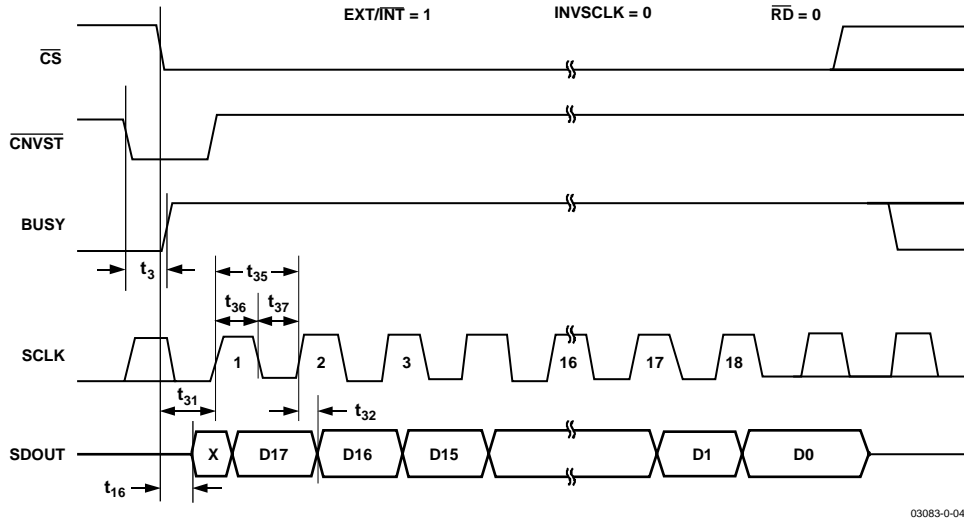 EXT/INT = 1 INVSCLK = 0 RD = 0
CS
CNVST
BUSY
t3
t35
t36 t37
SCLK 1 2 3 16 17 18
t31
t32
SDOUT X D17 D16 D15 D1 D0
t16
03083-0-04